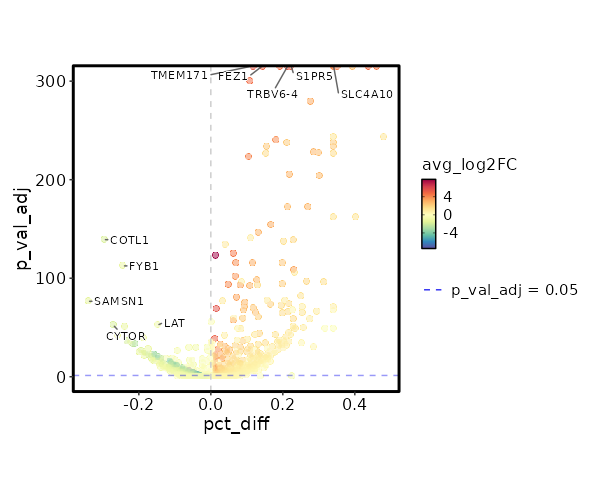 TMEM171
FEZ1
S1PR5
TRBV6-4
SLC4A10
COTL1
FYB1
SAMSN1
LAT
CYTOR
300
200
100
0
p_val_adj
-0.2
0.0
0.2
0.4
pct_diff
avg_log2FC
4
0
-4
p_val_adj = 0.05